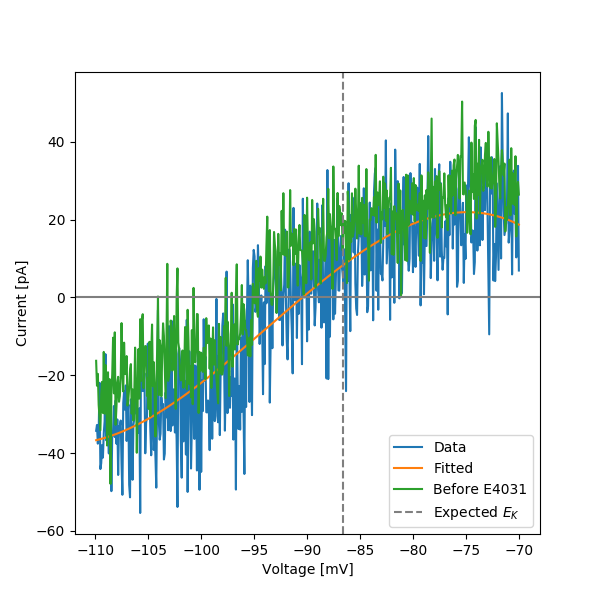 40
20
0
−20
−40
−60
Current [pA]
−110 −105 −100 −95 −90 −85 −80 −75 −70
Voltage [mV]
Data
Fitted
Before E4031
Expected E_K